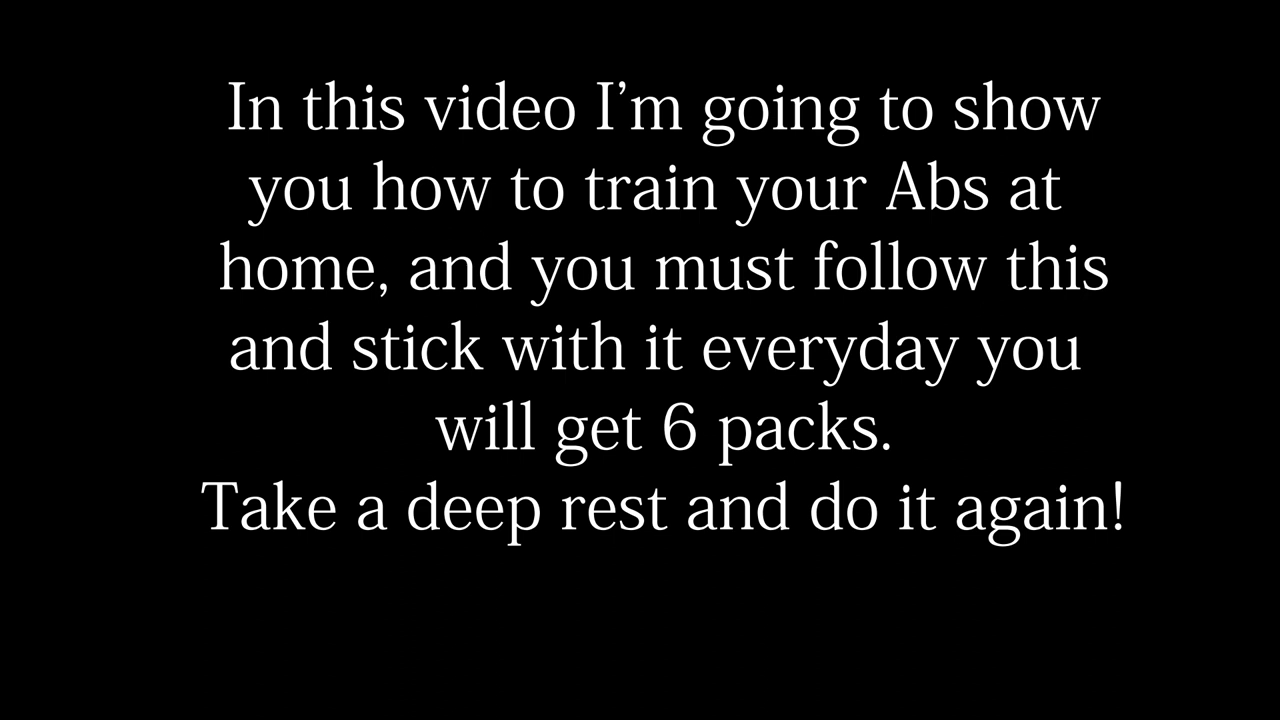 In this video I’m going to show
you how to train your Abs at
home, and you must follow this
and stick with it everyday you
will get 6 packs.
Take a deep rest and do it again!